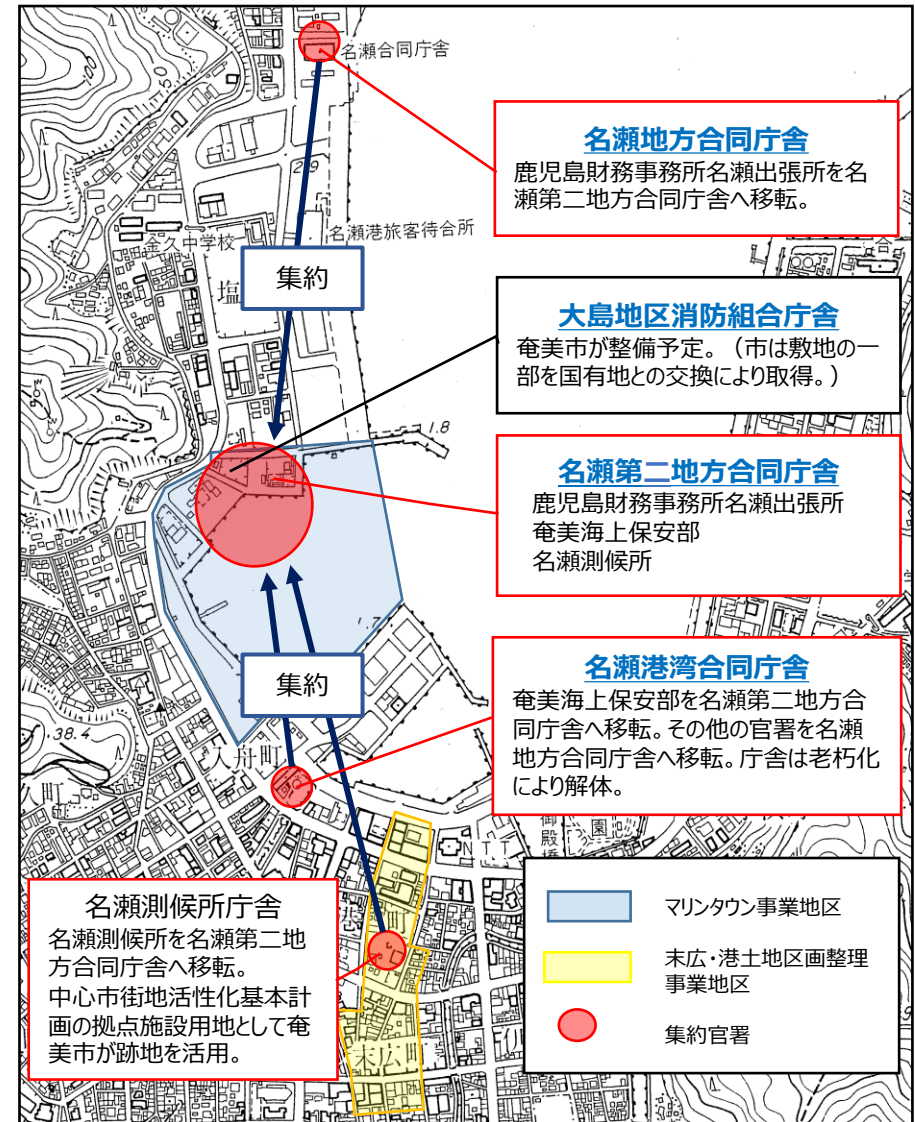 名瀬合同庁舎
100
50
名瀬地方合同庁舎
鹿児島財務事務所名瀬出張所を名
瀬第二地方合同庁舎へ移転。
2.9
名瀬港旅客待合所
金久中学校
塩
集約
大島地区消防組合庁舎
奄美市が整備予定。（市は敷地の一
部を国有地との交換により取得。）
90
1.8
名瀬第二地方合同庁舎
鹿児島財務事務所名瀬出張所
奄美海上保安部
名瀬測候所
1.7
集約
名瀬港湾合同庁舎
奄美海上保安部を名瀬第二地方合
同庁舎へ移転。その他の官署を名瀬
地方合同庁舎へ移転。庁舎は老朽化
により解体。
38.4
入舟町
御殿
園
NTT
港町
名瀬測候所庁舎
名瀬測候所を名瀬第二地
方合同庁舎へ移転。
中心市街地活性化基本計
画の拠点施設用地として奄
美市が跡地を活用。
末広町
マリンタウン事業地区
末広・港土地区画整理
事業地区
集約官署